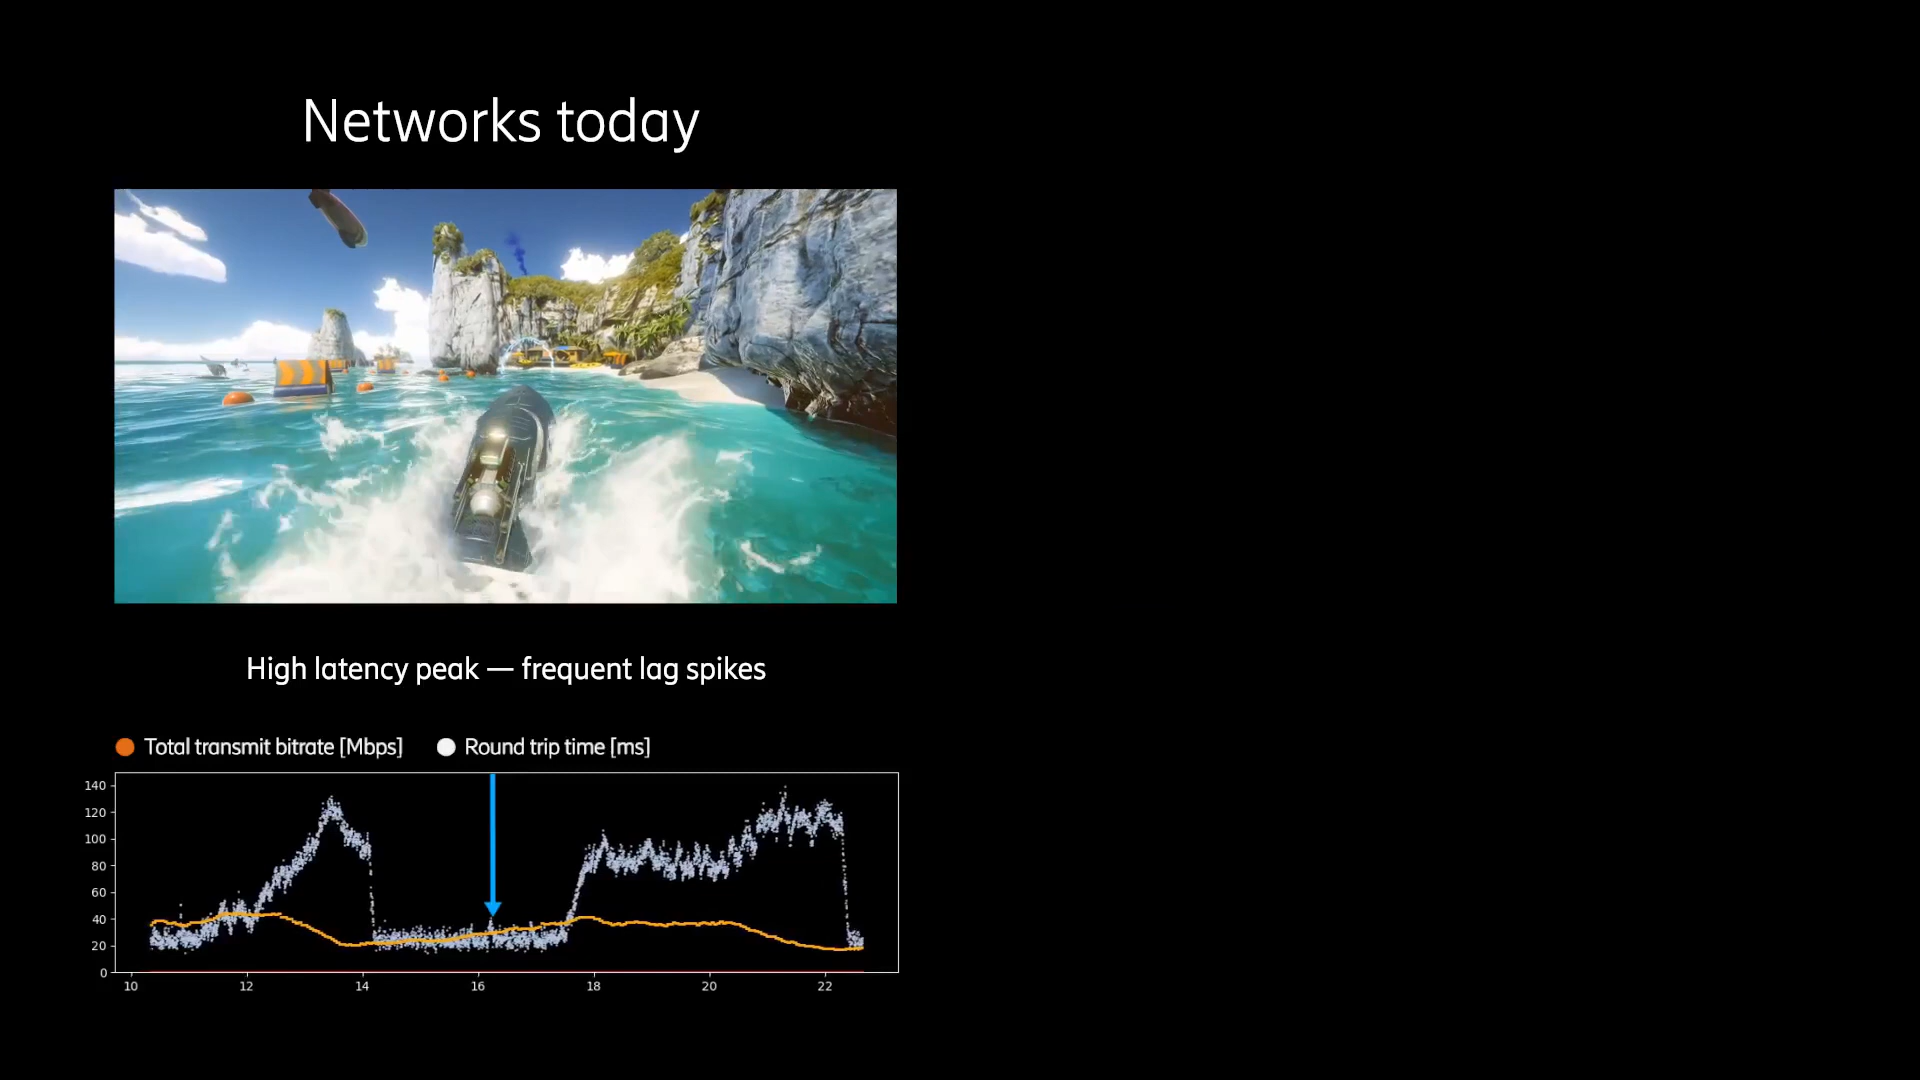 Networks today
High latency peak — frequent lag spikes
Total transmit bitrate [Mbps] Round trip time [ms]
140
120
100
80
60
40
20
0
10 12 14 16 18 20 22